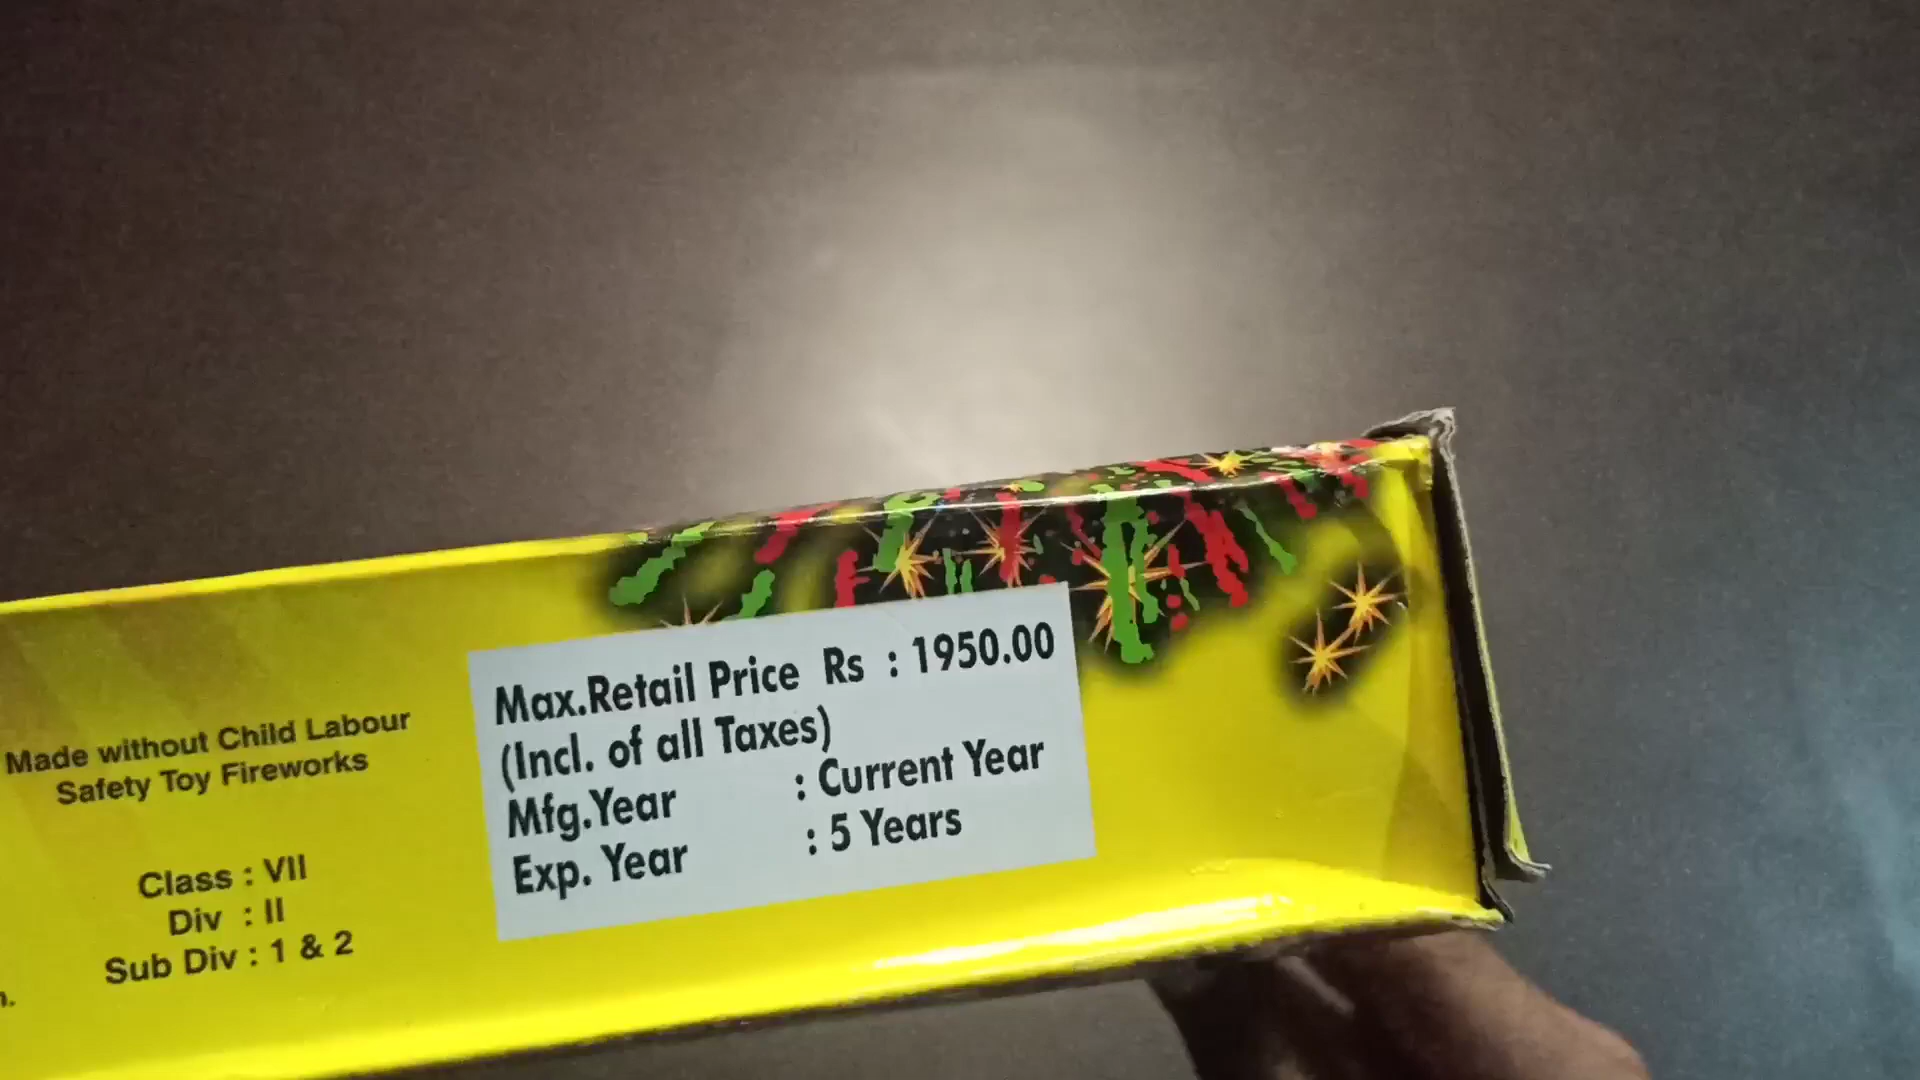 Made without Child Labour
Safety Toy Fireworks
Class : VII
Div : II
Sub Div : 1 & 2
Max.Retail Price Rs : 1950.00
(Incl. of all Taxes)
Mfg.Year : Current Year
Exp. Year : 5 Years